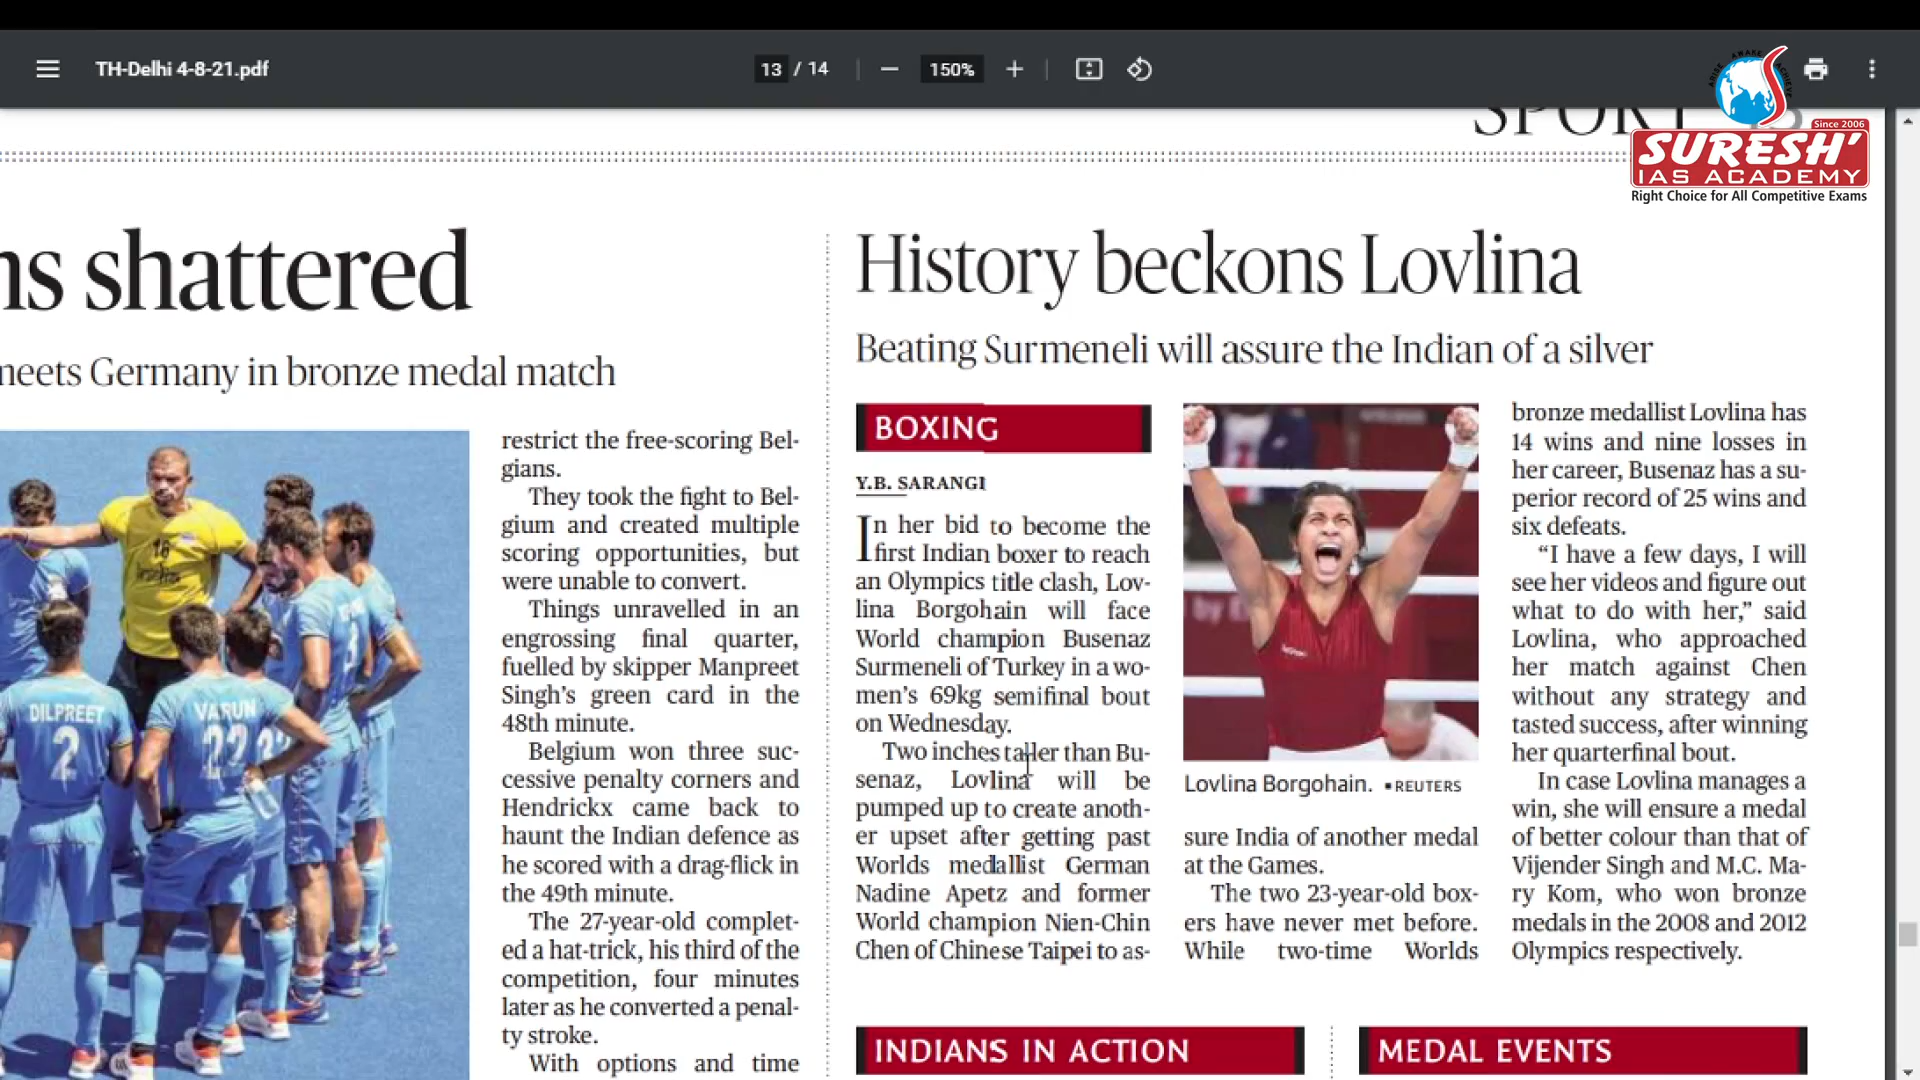 TH-Delhi 4-8-21.pdf
13 / 14
150%
SPORT
ARISE AWAKE ACHIEVE
Since 2006
SURESH'
IAS ACADEMY
Right Choice for All Competitive Exams
ns shattered
meets Germany in bronze medal match
16
DILPREET
2
VARUN
22
restrict the free-scoring Bel-
gians.
They took the fight to Bel-
gium and created multiple
scoring opportunities, but
were unable to convert.
Things unravelled in an
engrossing final quarter,
fuelled by skipper Manpreet
Singh's green card in the
48th minute.
Belgium won three suc-
cessive penalty corners and
Hendrickx came back to
haunt the Indian defence as
he scored with a drag-flick in
the 49th minute.
The 27-year-old complet-
ed a hat-trick, his third of the
competition, four minutes
later as he converted a penal-
ty stroke.
With options and time
History beckons Lovlina
Beating Surmeneli will assure the Indian of a silver
BOXING
Y.B. SARANGI
In her bid to become the
first Indian boxer to reach
an Olympics title clash, Lov-
lina Borgohain will face
World champion Busenaz
Surmeneli of Turkey in a wo-
men's 69kg semifinal bout
on Wednesday.
Two inches taller than Bu-
senaz, Lovlina will be
pumped up to create anoth-
er upset after getting past
Worlds medallist German
Nadine Apetz and former
World champion Nien-Chin
Chen of Chinese Taipei to as-
Lovlina Borgohain. ▪ REUTERS
sure India of another medal
at the Games.
The two 23-year-old box-
ers have never met before.
While two-time Worlds
bronze medallist Lovlina has
14 wins and nine losses in
her career, Busenaz has a su-
perior record of 25 wins and
six defeats.
"I have a few days, I will
see her videos and figure out
what to do with her," said
Lovlina, who approached
her match against Chen
without any strategy and
tasted success, after winning
her quarterfinal bout.
In case Lovlina manages a
win, she will ensure a medal
of better colour than that of
Vijender Singh and M.C. Ma-
ry Kom, who won bronze
medals in the 2008 and 2012
Olympics respectively.
INDIANS IN ACTION
MEDAL EVENTS